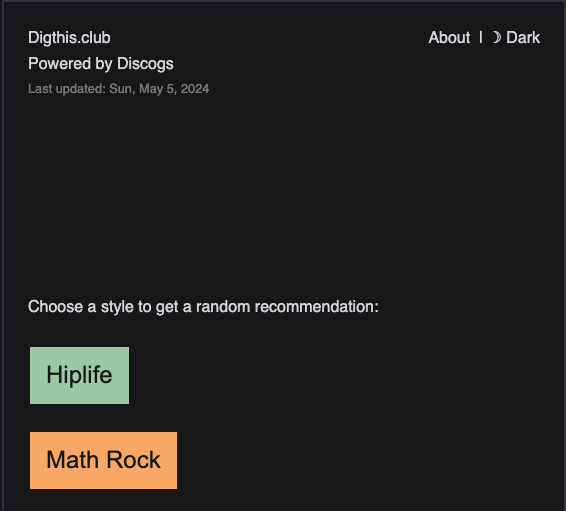 Digthis.club
About | ☽ Dark
Powered by Discogs
Last updated: Sun, May 5, 2024
Choose a style to get a random recommendation:
Hiplife
Math Rock